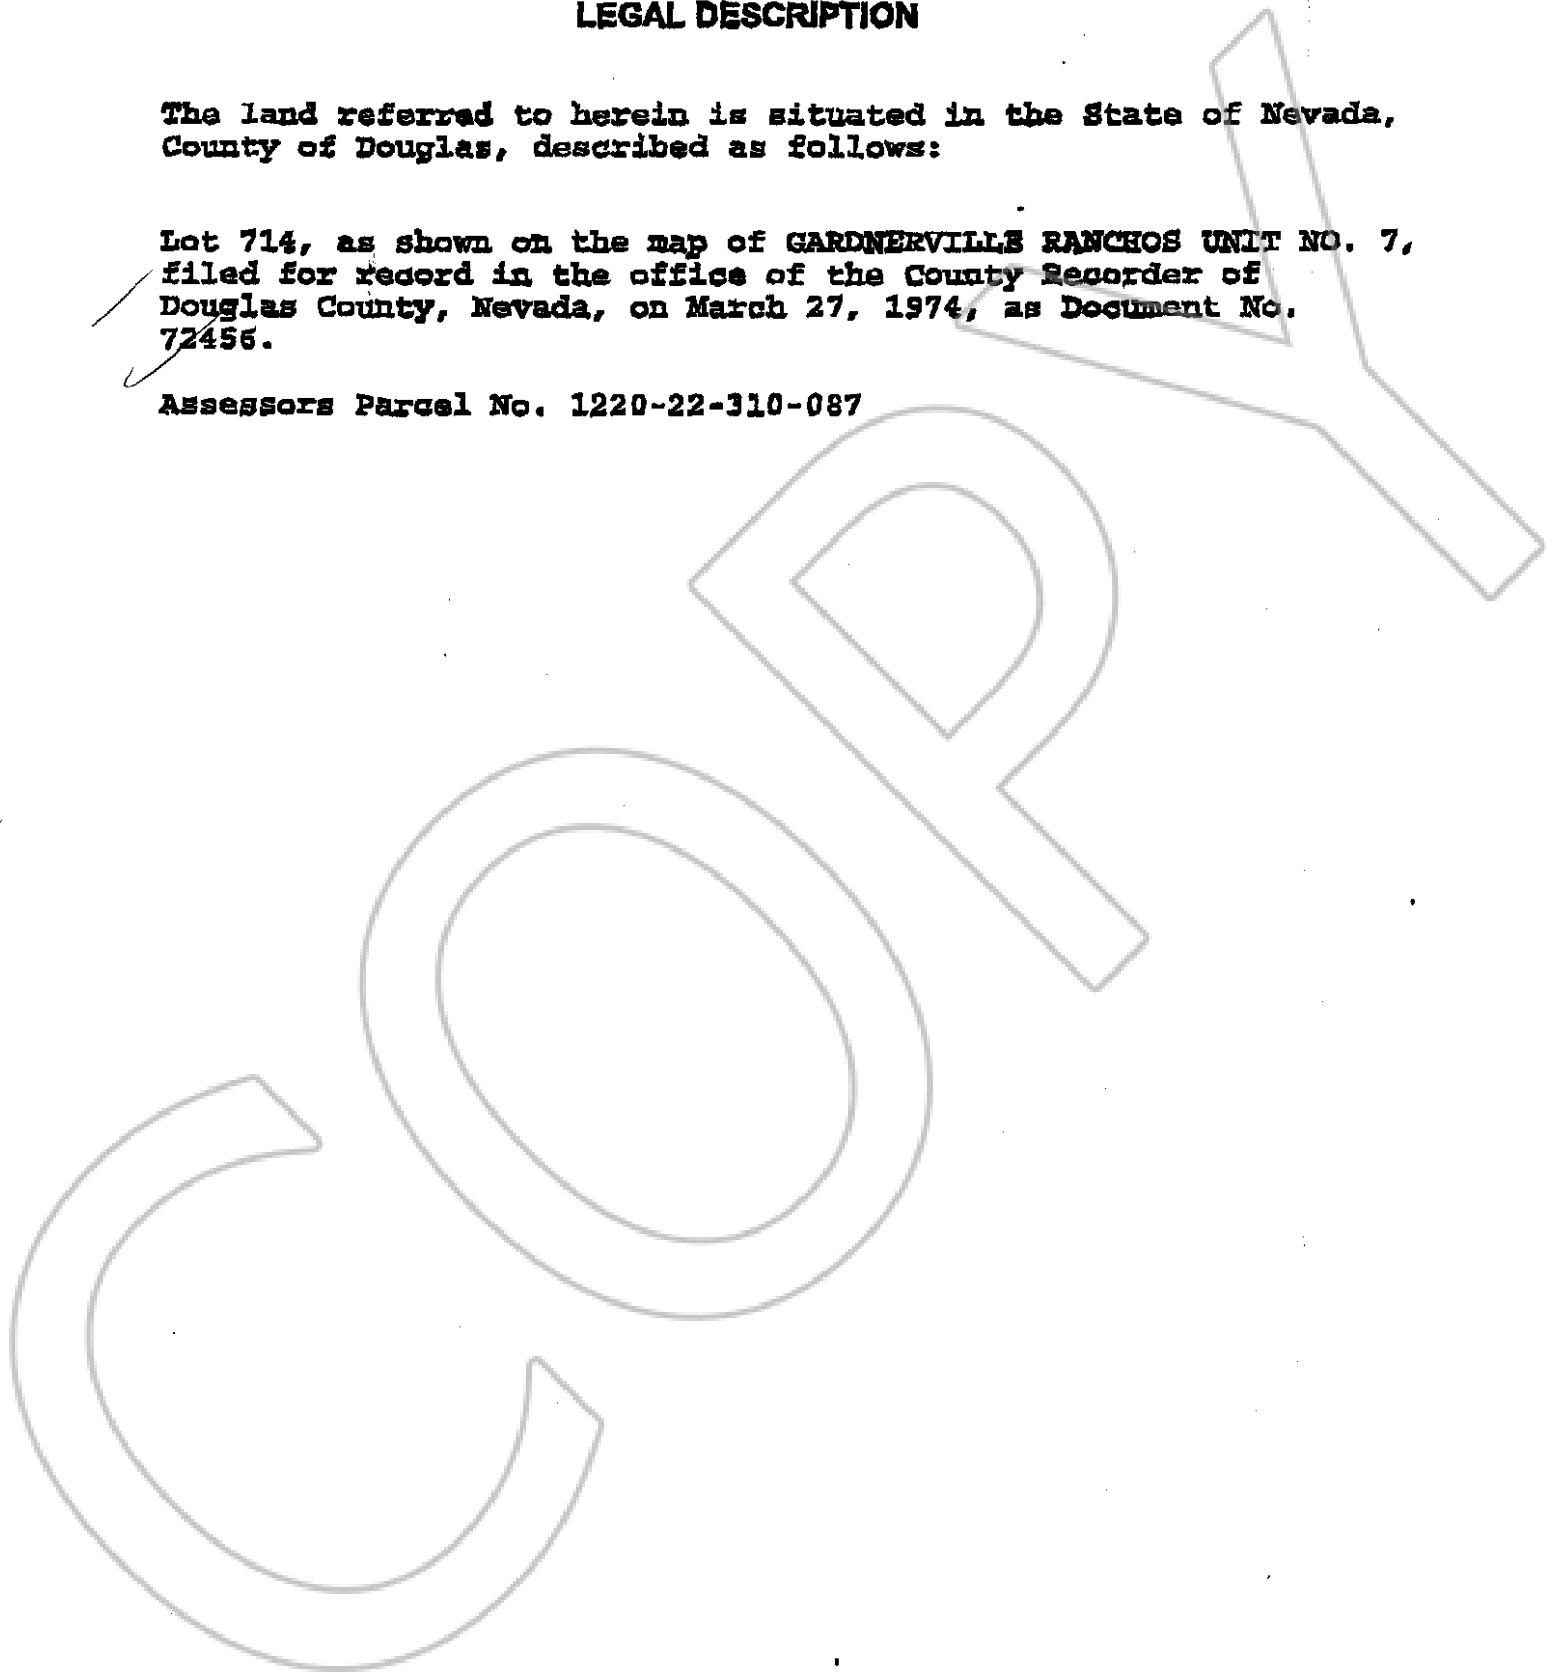 LEGAL DESCRIPTION
The land referred to herein is situated in the State of Nevada,
County of Douglas, described as follows:
Lot 714, as shown on the map of GARDNERVILLE RANCHOS UNIT NO. 7,
filed for record in the office of the County Recorder of
Douglas County, Nevada, on March 27, 1974, as Document No.
72456.
Assessors Parcel No. 1220-22-310-087
COPY